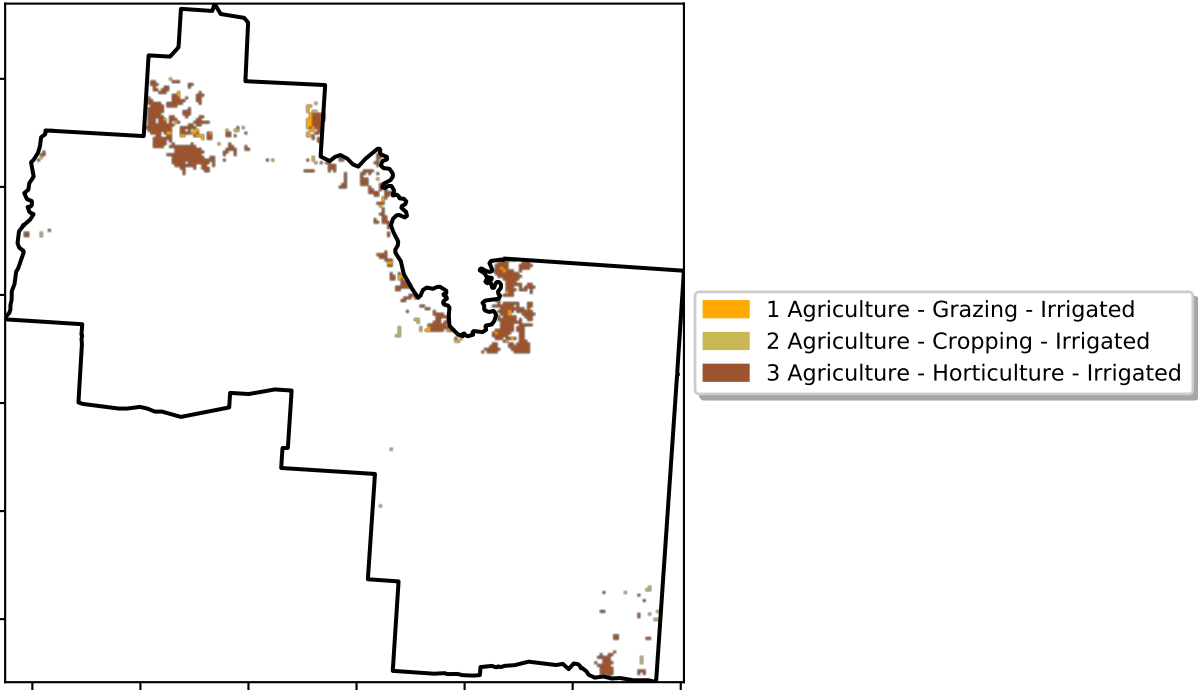 1 Agriculture - Grazing - Irrigated
2 Agriculture - Cropping - Irrigated
3 Agriculture - Horticulture - Irrigated